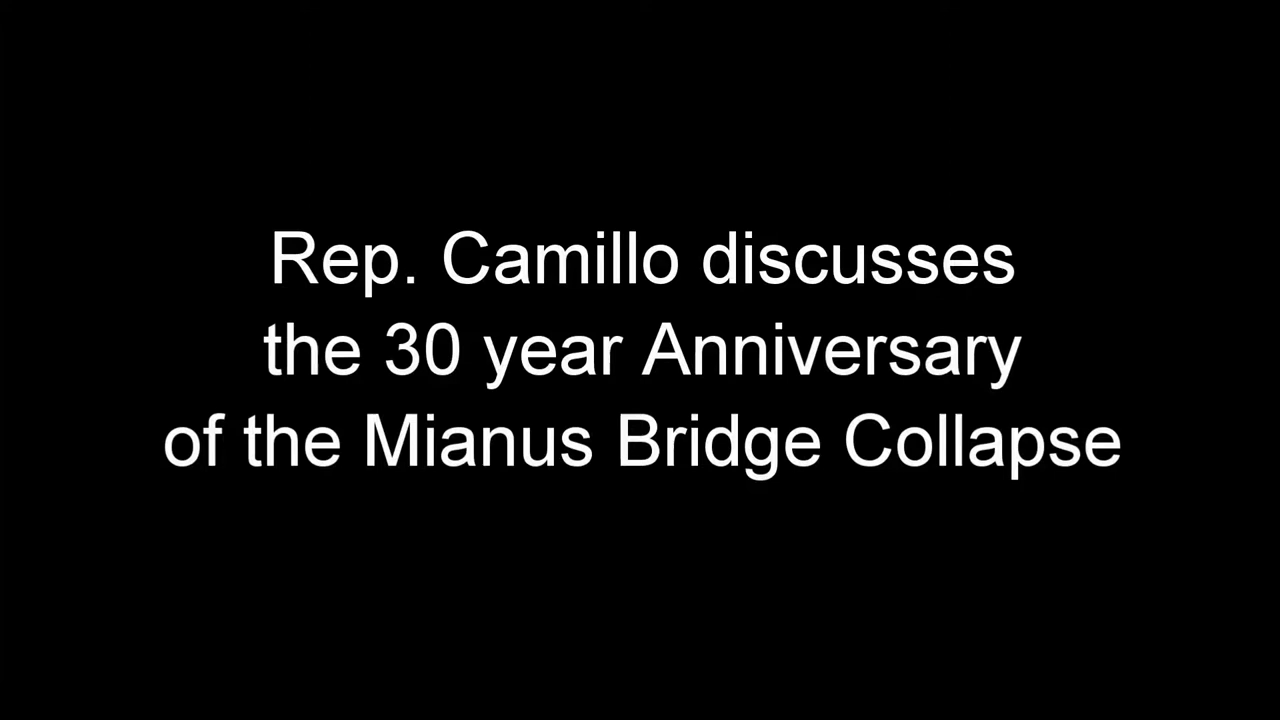 Rep. Camillo discusses
the 30 year Anniversary
of the Mianus Bridge Collapse